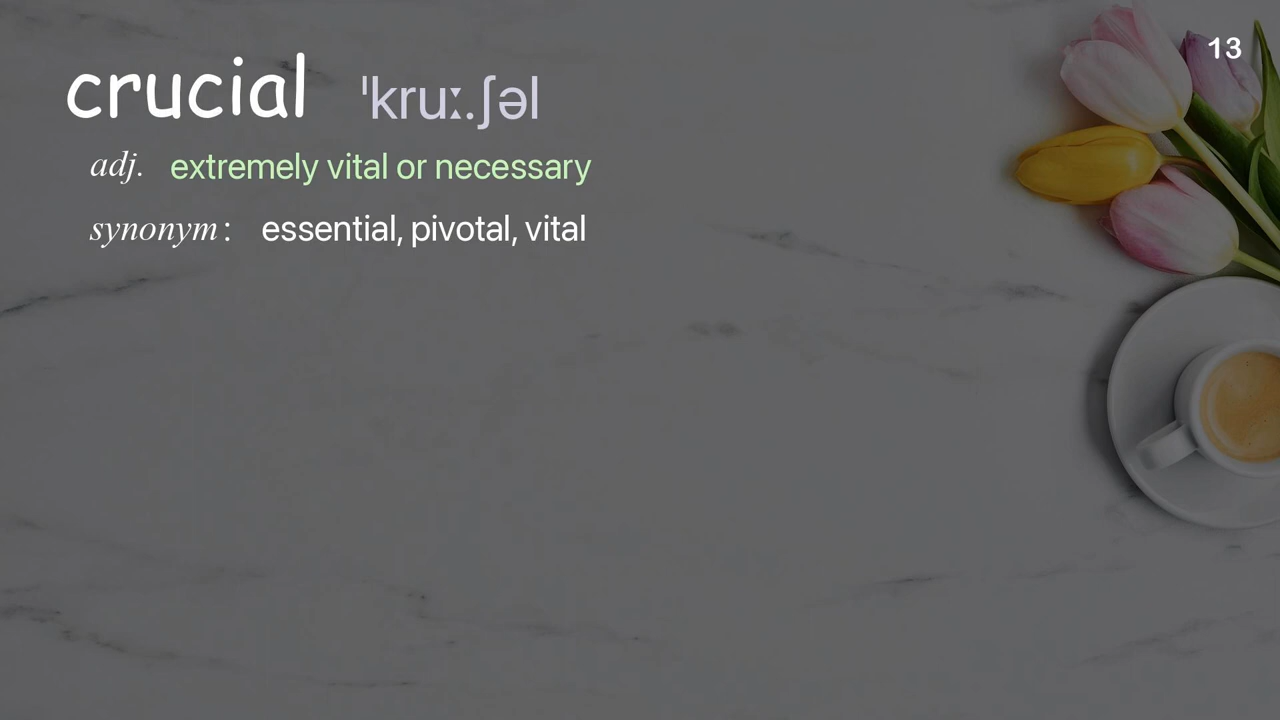 13
crucial ˈkruː.ʃəl
adj. extremely vital or necessary
synonym: essential, pivotal, vital